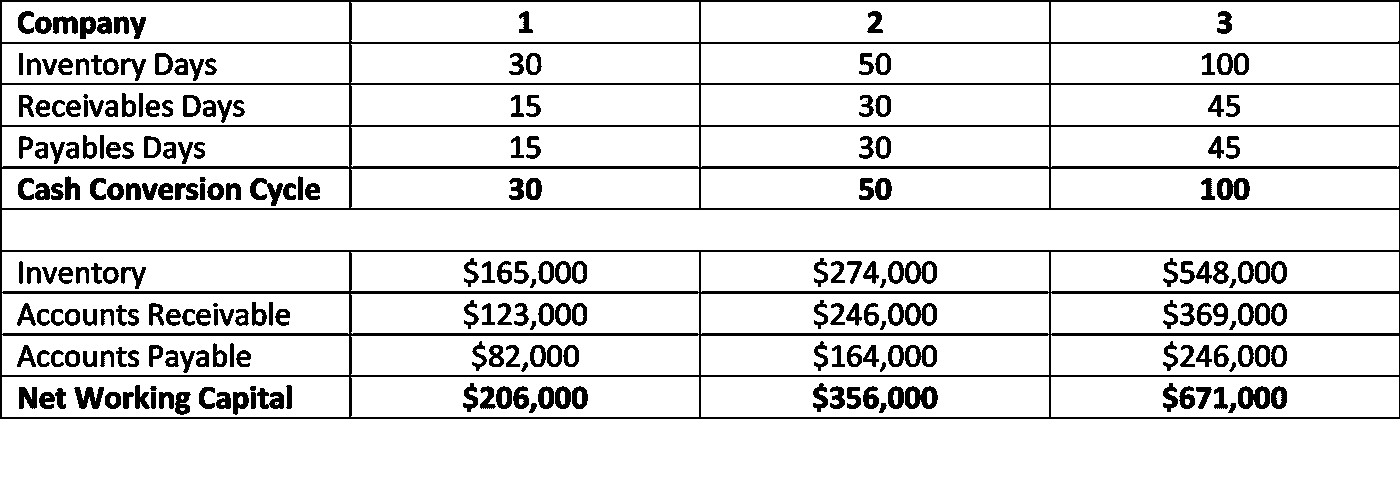 Company 1 2 3
Inventory Days 30 50 100
Receivables Days 15 30 45
Payables Days 15 30 45
Cash Conversion Cycle 30 50 100
Inventory $165,000 $274,000 $548,000
Accounts Receivable $123,000 $246,000 $369,000
Accounts Payable $82,000 $164,000 $246,000
Net Working Capital $206,000 $356,000 $671,000